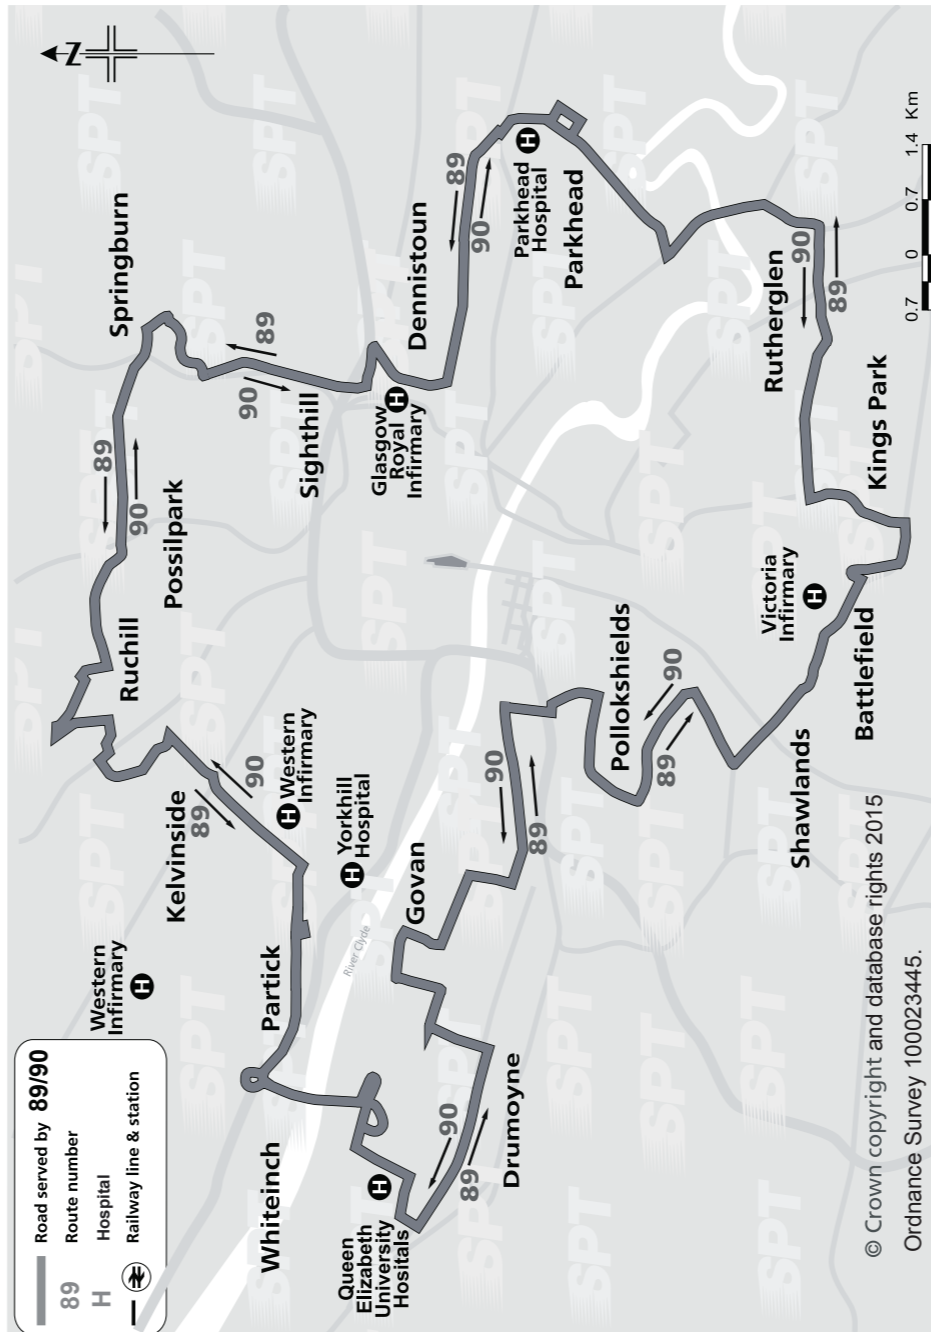 Road served by 89/90
89 Route number
H Hospital
Railway line & station
N
Western
Infirmary
H
Kelvinside
Ruchill
Possilpark
Springburn
89
90
89
90
Sighthill
89
90
H Western
Infirmary
H Yorkhill
Hospital
Glasgow
Royal
Infirmary
H
Dennistoun
89
90
Parkhead
Hospital
H
Parkhead
Whiteinch
Partick
River Clyde
Govan
Queen
Elizabeth
University
Hositals
H
90
89
Drumoyne
90
89
Pollokshields
90
89
Shawlands
Victoria
Infirmary
H
Battlefield
Kings Park
Rutherglen
90
89
0.7 0 0.7 1.4 Km
© Crown copyright and database rights 2015
Ordnance Survey 100023445.
SPT